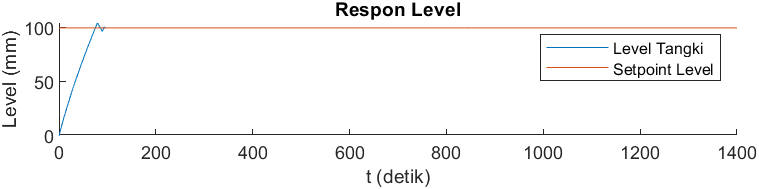 Respon Level
Level (mm)
100
50
0
Level Tangki
Setpoint Level
0 200 400 600 800 1000 1200 1400
t (detik)